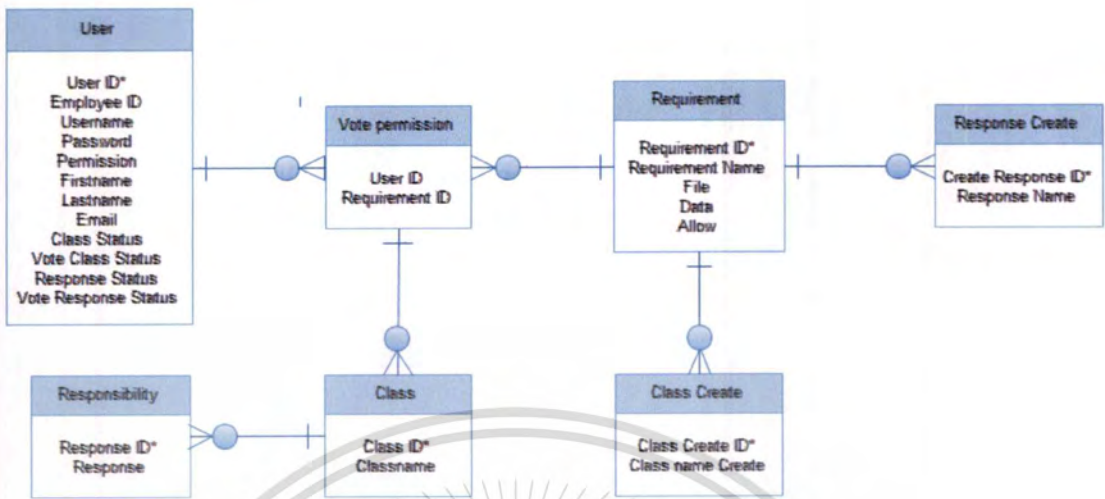 User
User ID*
Employee ID
Username
Password
Permission
Firstname
Lastname
Email
Class Status
Vote Class Status
Response Status
Vote Response Status
Vote permission
User ID
Requirement ID
Requirement
Requirement ID*
Requirement Name
File
Data
Allow
Response Create
Create Response ID*
Response Name
Responsibility
Response ID*
Response
Class
Class ID*
Classname
Class Create
Class Create ID*
Class name Create